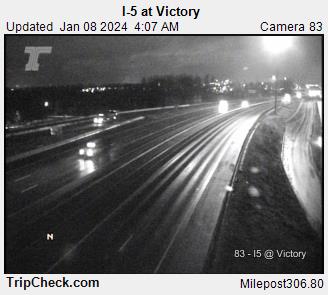 I-5 at Victory
Updated Jan 08 2024 4:07 AM Camera 83
T
N
83 - I5 @ Victory
TripCheck.com Milepost306.80